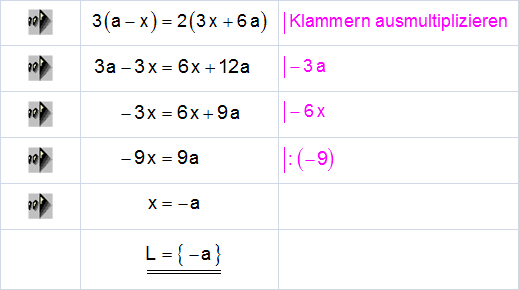 3(a − x) = 2(3x + 6a) | Klammern ausmultiplizieren
3a − 3x = 6x + 12a | − 3a
− 3x = 6x + 9a | − 6x
− 9x = 9a | : (− 9)
x = −a
L = { −a }